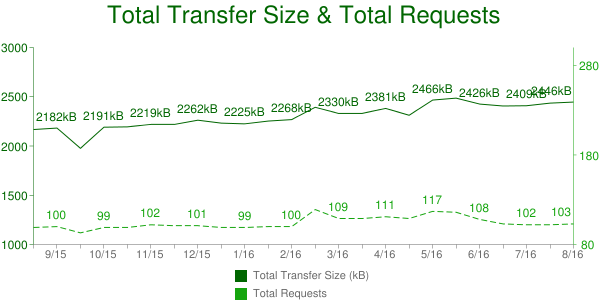 Total Transfer Size & Total Requests
3000
2500
2000
1500
1000
280
180
80
2182kB 2191kB 2219kB 2262kB 2225kB 2268kB 2330kB 2381kB 2466kB 2426kB 2409kB 2446kB
100 99 102 101 99 100 109 111 117 108 102 103
9/15 10/15 11/15 12/15 1/16 2/16 3/16 4/16 5/16 6/16 7/16 8/16
Total Transfer Size (kB)
Total Requests